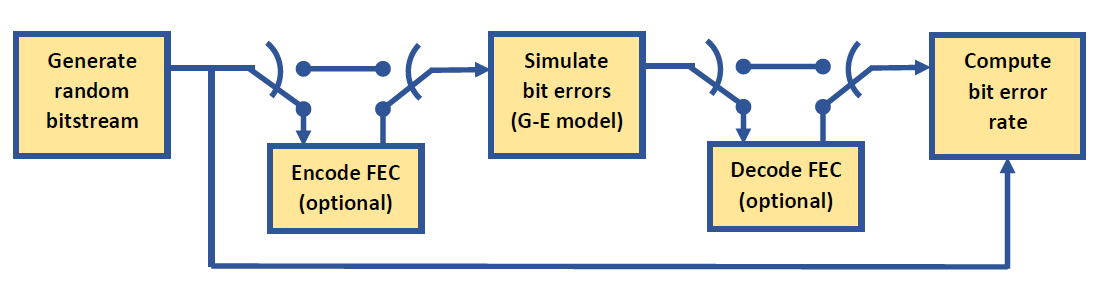 Generate
random
bitstream
Encode FEC
(optional)
Simulate
bit errors
(G-E model)
Decode FEC
(optional)
Compute
bit error
rate